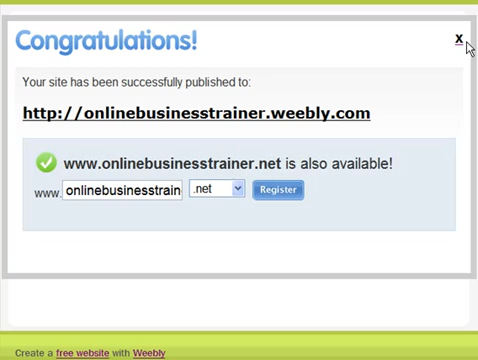 Congratulations!
x
Your site has been successfully published to:
http://onlinebusinesstrainer.weebly.com
www.onlinebusinesstrainer.net is also available!
www. onlinebusinesstrain .net Register
Create a free website with Weebly